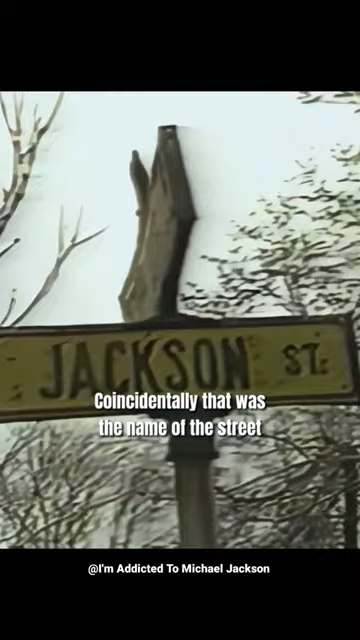 JACKSON ST.
Coincidentally that was
the name of the street
@I'm Addicted To Michael Jackson